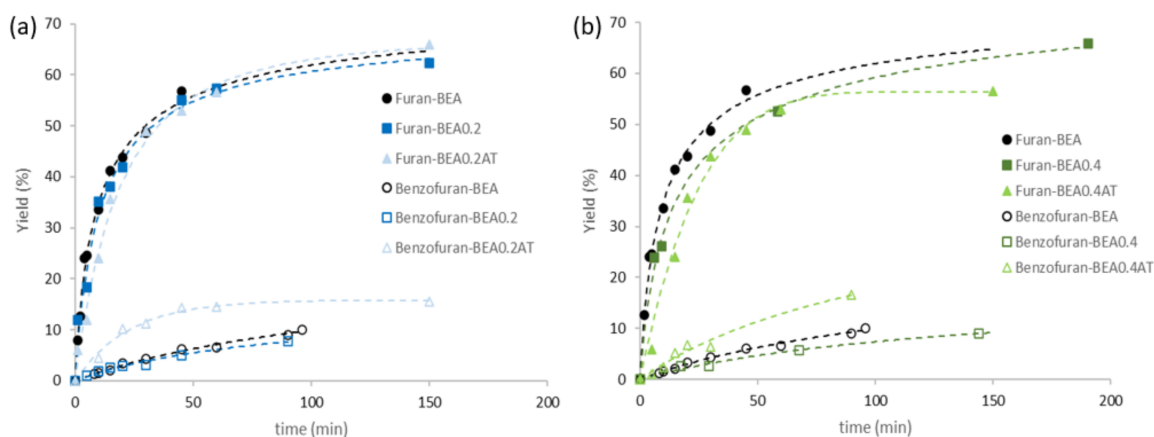 (a)
70
60
50
40
30
20
10
0
Yield (%)
0 50 100 150 200
time (min)
Furan-BEA
Furan-BEA0.2
Furan-BEA0.2AT
Benzofuran-BEA
Benzofuran-BEA0.2
Benzofuran-BEA0.2AT
(b)
70
60
50
40
30
20
10
0
Yield (%)
0 50 100 150 200
time (min)
Furan-BEA
Furan-BEA0.4
Furan-BEA0.4AT
Benzofuran-BEA
Benzofuran-BEA0.4
Benzofuran-BEA0.4AT